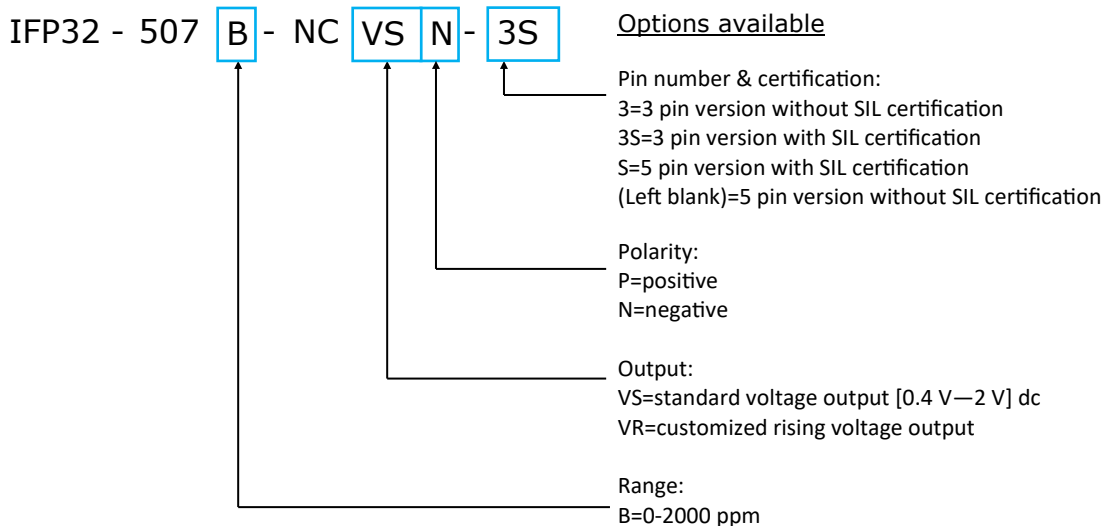 IFP32 - 507 B - NC VS N - 3S
Options available
Pin number & certification:
3=3 pin version without SIL certification
3S=3 pin version with SIL certification
S=5 pin version with SIL certification
(Left blank)=5 pin version without SIL certification
Polarity:
P=positive
N=negative
Output:
VS=standard voltage output [0.4 V—2 V] dc
VR=customized rising voltage output
Range:
B=0-2000 ppm